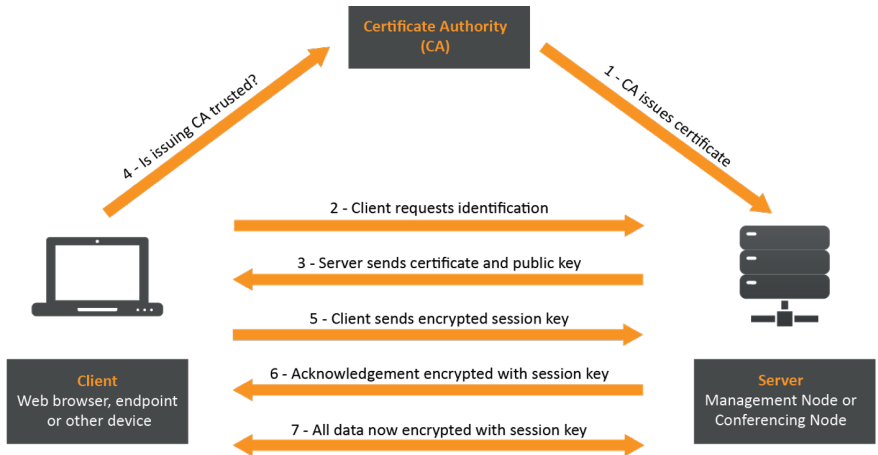 Certificate Authority
(CA)
4 - Is issuing CA trusted?
1 - CA issues certificate
2 - Client requests identification
3 - Server sends certificate and public key
5 - Client sends encrypted session key
6 - Acknowledgement encrypted with session key
7 - All data now encrypted with session key
Client
Web browser, endpoint
or other device
Server
Management Node or
Conferencing Node